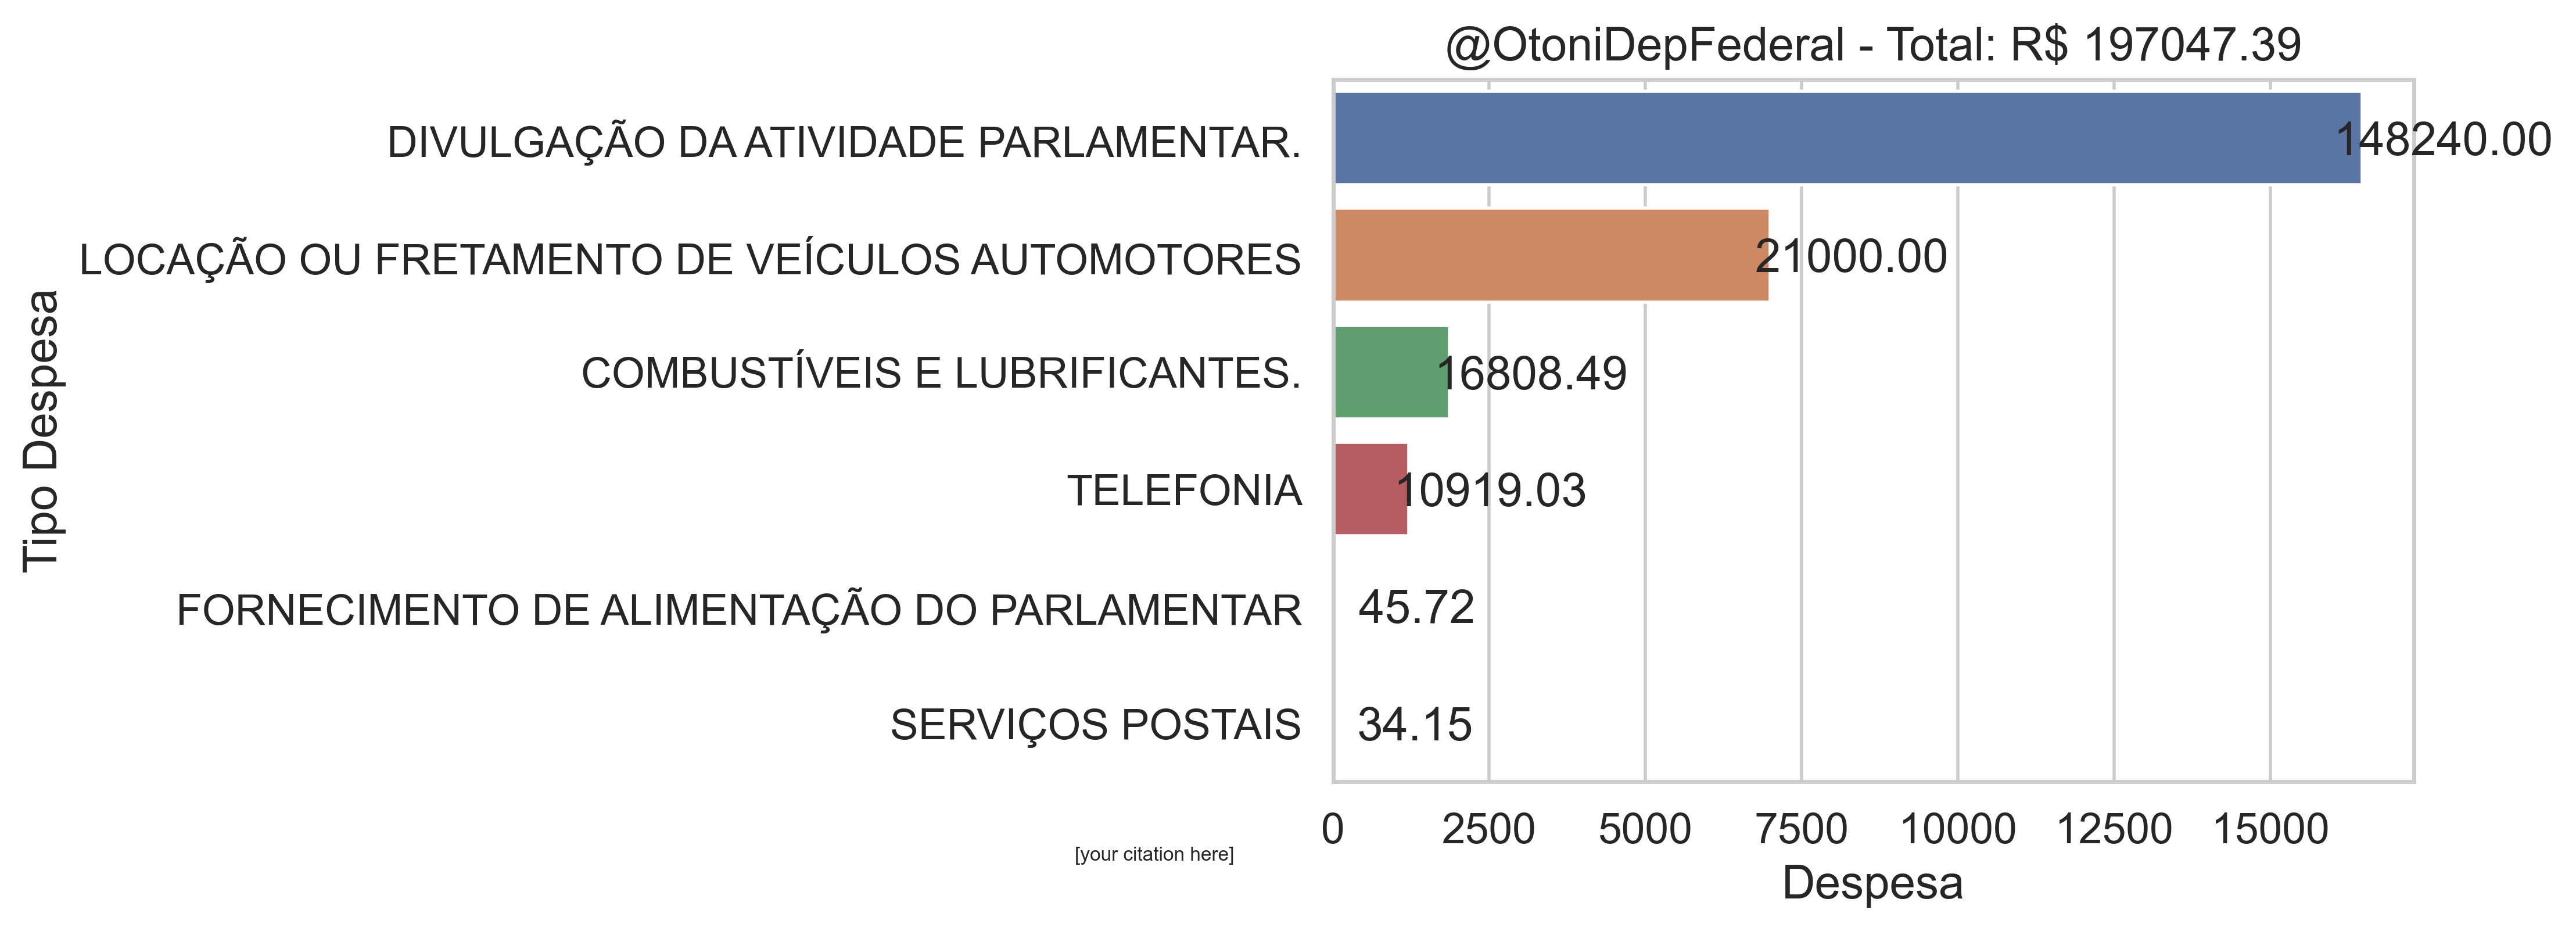 @OtoniDepFederal - Total: R$ 197047.39
DIVULGAÇÃO DA ATIVIDADE PARLAMENTAR.
148240.00
LOCAÇÃO OU FRETAMENTO DE VEÍCULOS AUTOMOTORES
21000.00
COMBUSTÍVEIS E LUBRIFICANTES.
16808.49
TELEFONIA
10919.03
FORNECIMENTO DE ALIMENTAÇÃO DO PARLAMENTAR
45.72
SERVIÇOS POSTAIS
34.15
Tipo Despesa
0 2500 5000 7500 10000 12500 15000
Despesa
[your citation here]